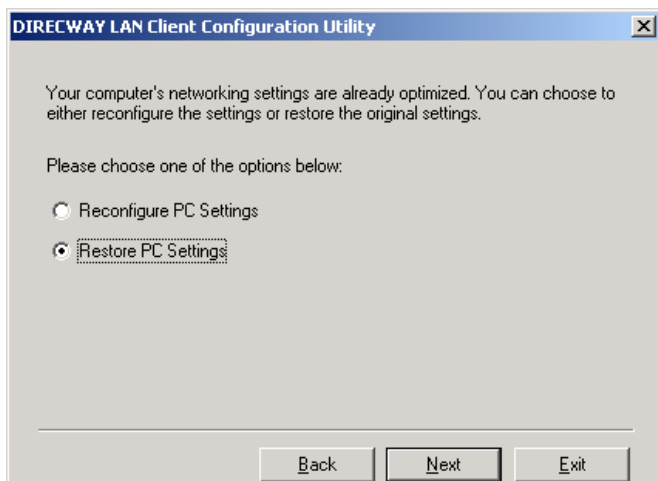 DIRECWAY LAN Client Configuration Utility
Your computer's networking settings are already optimized. You can choose to
either reconfigure the settings or restore the original settings.
Please choose one of the options below:
Reconfigure PC Settings
Restore PC Settings
Back Next Exit